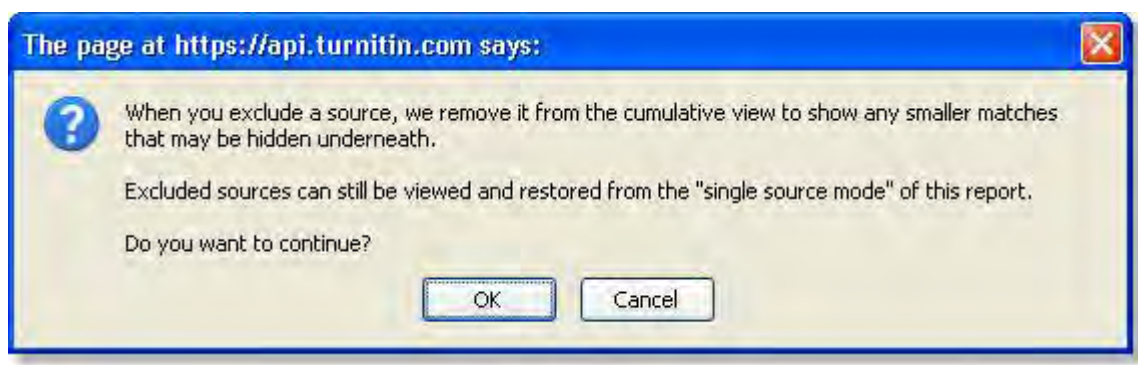 The page at https://api.turnitin.com says:
When you exclude a source, we remove it from the cumulative view to show any smaller matches
that may be hidden underneath.
Excluded sources can still be viewed and restored from the "single source mode" of this report.
Do you want to continue?
OK
Cancel